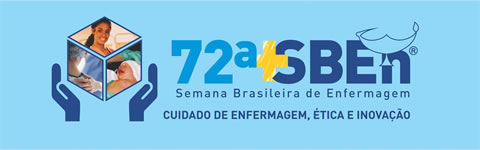 72ª SBEn®
Semana Brasileira de Enfermagem
CUIDADO DE ENFERMAGEM, ÉTICA E INOVAÇÃO